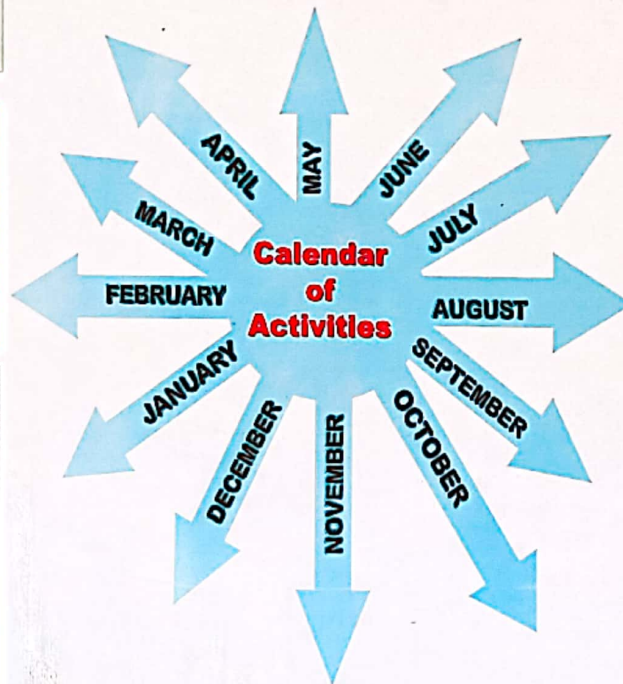 Calendar
of
Activities
JANUARY
FEBRUARY
MARCH
APRIL
MAY
JUNE
JULY
AUGUST
SEPTEMBER
OCTOBER
NOVEMBER
DECEMBER